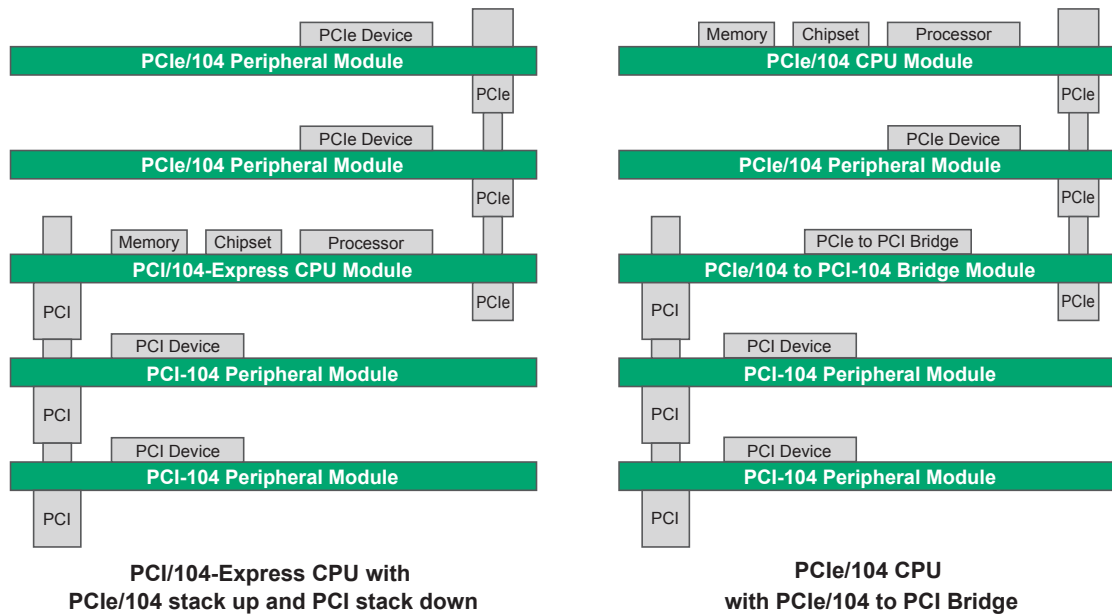 PCIe Device
PCIe/104 Peripheral Module
PCIe
PCIe Device
PCIe/104 Peripheral Module
PCIe
Memory
Chipset
Processor
PCI/104-Express CPU Module
PCI
PCIe
PCI Device
PCI-104 Peripheral Module
PCI
PCI Device
PCI-104 Peripheral Module
PCI
PCI/104-Express CPU with
PCIe/104 stack up and PCI stack down
Memory
Chipset
Processor
PCIe/104 CPU Module
PCIe
PCIe Device
PCIe/104 Peripheral Module
PCIe
PCIe to PCI Bridge
PCIe/104 to PCI-104 Bridge Module
PCI
PCIe
PCI Device
PCI-104 Peripheral Module
PCI
PCI Device
PCI-104 Peripheral Module
PCI
PCIe/104 CPU
with PCIe/104 to PCI Bridge